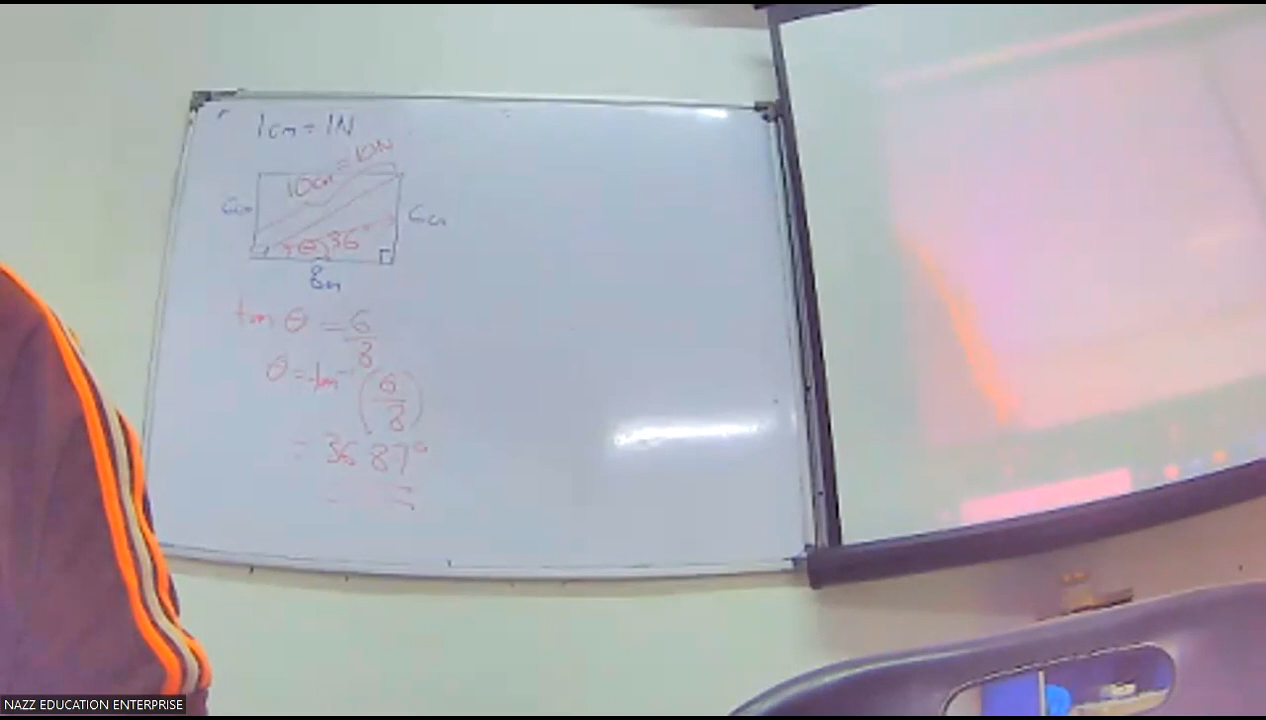 1cm = 1N
10cm = 10N
6cm
6cm
θ 36°
8cm
tan θ = 6/8
θ = tan⁻¹ (6/8)
= 36.87°
NAZZ EDUCATION ENTERPRISE